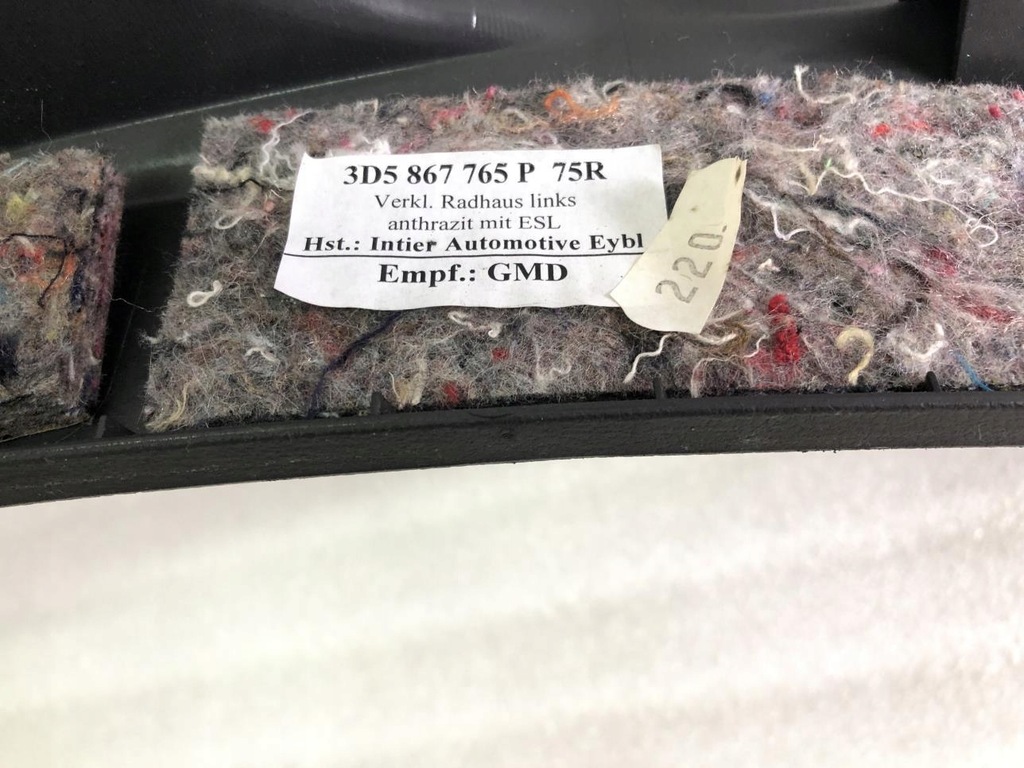 3D5 867 765 P 75R
Verkl. Radhaus links
anthrazit mit ESL
Hst.: Intier Automotive Eybl
Empf.: GMD
220.